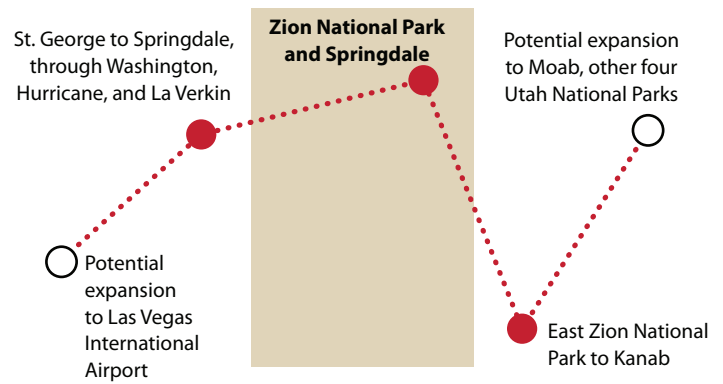 St. George to Springdale,
through Washington,
Hurricane, and La Verkin
Zion National Park
and Springdale
Potential expansion
to Moab, other four
Utah National Parks
Potential
expansion
to Las Vegas
International
Airport
East Zion National
Park to Kanab